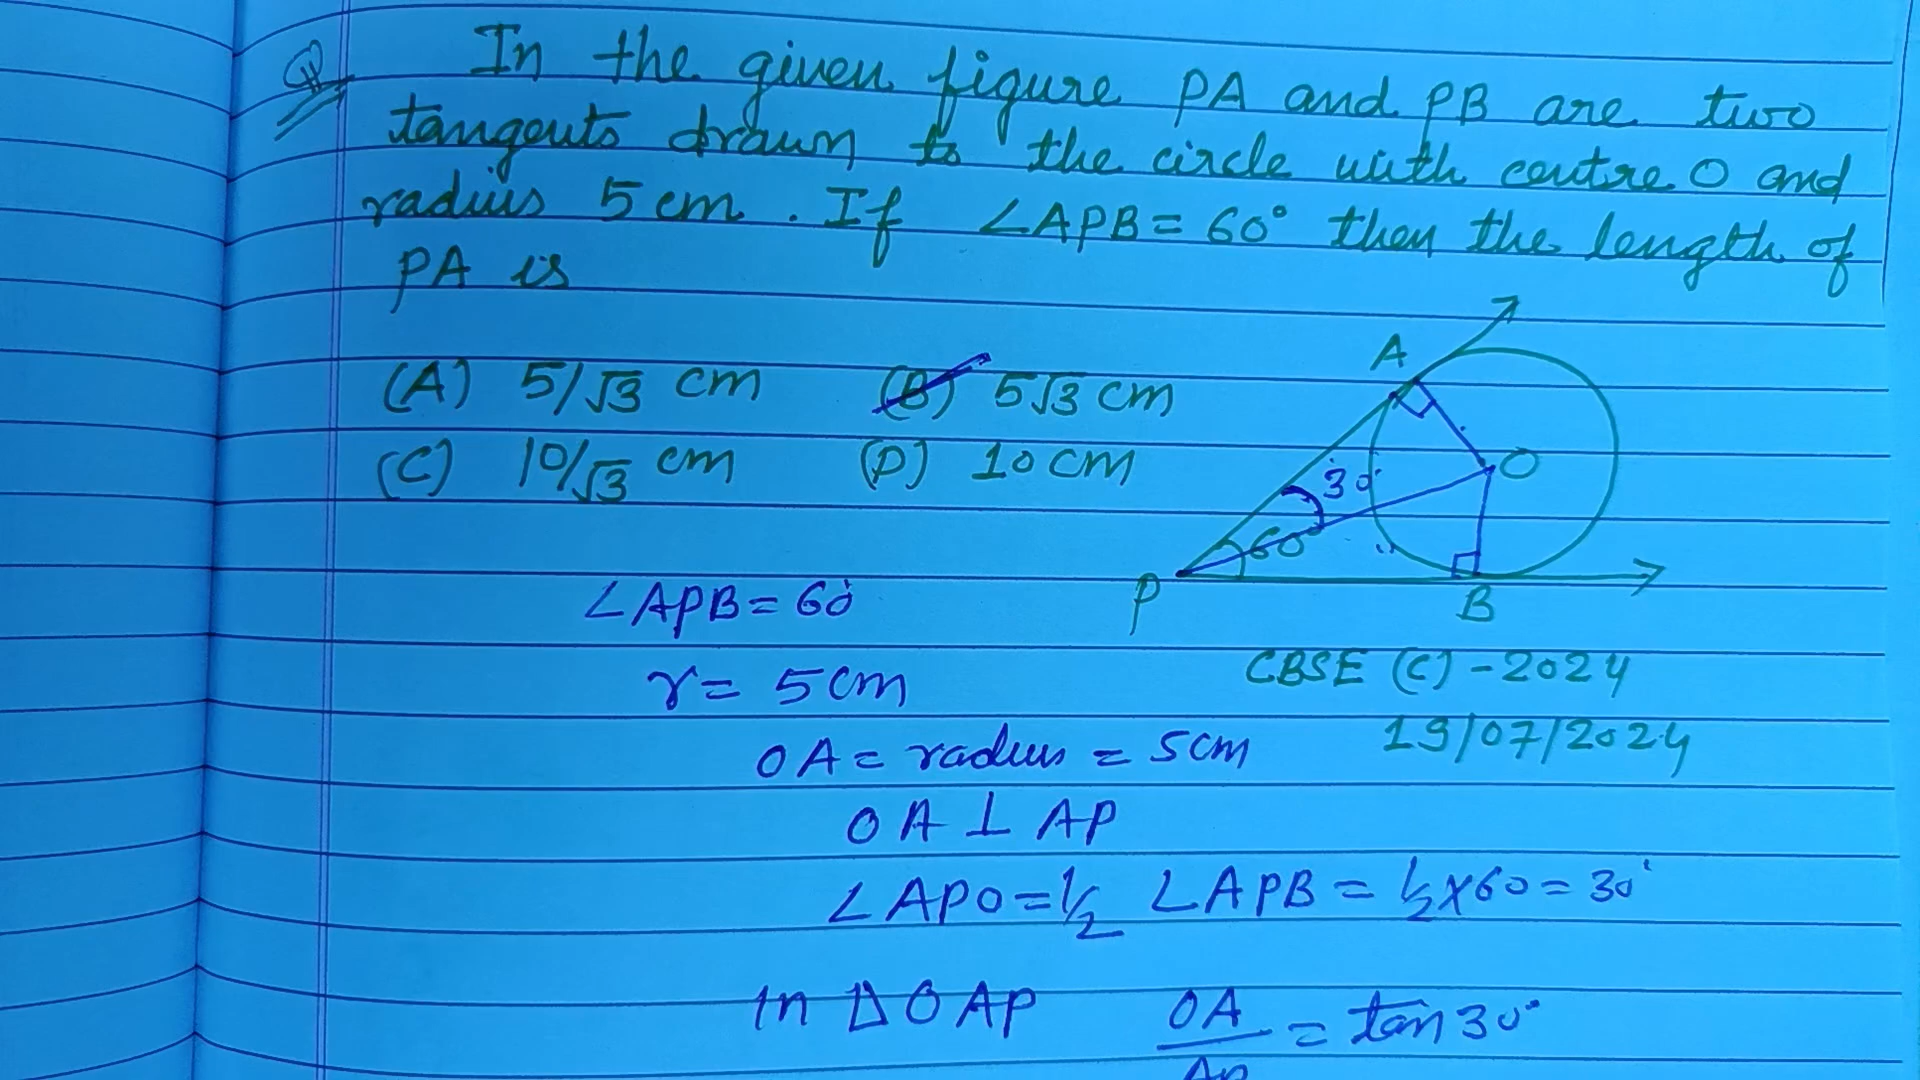 Q In the given figure PA and PB are two
tangents drawn to the circle with centre O and
radius 5 cm. If ∠APB = 60° then the length of
PA is
(A) 5/√3 cm (B) 5√3 cm
(C) 10/√3 cm (D) 10 cm
A
O
30°
60°
P
B
∠APB = 60°
r = 5 cm
CBSE (C) - 2024
19/07/2024
OA = radius = 5 cm
OA ⊥ AP
∠APO = 1/2 ∠APB = 1/2 × 60 = 30°
In Δ OAP OA/AP = tan 30°